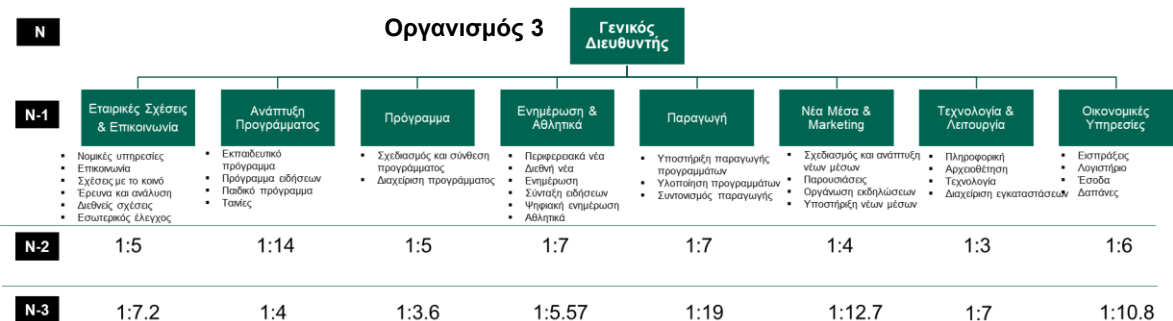 N
Οργανισμός 3
Γενικός
Διευθυντής
N-1
Εταιρικές Σχέσεις
& Επικοινωνία
Ανάπτυξη
Προγράμματος
Πρόγραμμα
Ενημέρωση &
Αθλητικά
Παραγωγή
Νέα Μέσα &
Marketing
Τεχνολογία &
Λειτουργία
Οικονομικές
Υπηρεσίες
▪ Νομικές υπηρεσίες
▪ Επικοινωνία
▪ Σχέσεις με το κοινό
▪ Έρευνα και ανάλυση
▪ Διεθνείς σχέσεις
▪ Εσωτερικός έλεγχος
▪ Εκπαιδευτικό
πρόγραμμα
▪ Πρόγραμμα ειδήσεων
▪ Παιδικό πρόγραμμα
▪ Ταινίες
▪ Σχεδιασμός και σύνθεση
προγράμματος
▪ Διαχείριση προγράμματος
▪ Περιφερειακά νέα
▪ Διεθνή νέα
▪ Ενημέρωση
▪ Σύνταξη ειδήσεων
▪ Ψηφιακή ενημέρωση
▪ Αθλητικά
▪ Υποστήριξη παραγωγής
προγραμμάτων
▪ Υλοποίηση προγραμμάτων
▪ Συντονισμός παραγωγής
▪ Σχεδιασμός και ανάπτυξη
νέων μέσων
▪ Παρουσιάσεις
▪ Οργάνωση εκδηλώσεων
▪ Υποστήριξη νέων μέσων
▪ Πληροφορική
▪ Αρχειοθέτηση
▪ Τεχνολογία
▪ Διαχείριση εγκαταστάσεων
▪ Εισπράξεις
▪ Λογιστήριο
▪ Έσοδα
▪ Δαπάνες
N-2 1:5 1:14 1:5 1:7 1:7 1:4 1:3 1:6
N-3 1:7.2 1:4 1:3.6 1:5.57 1:19 1:12.7 1:7 1:10.8